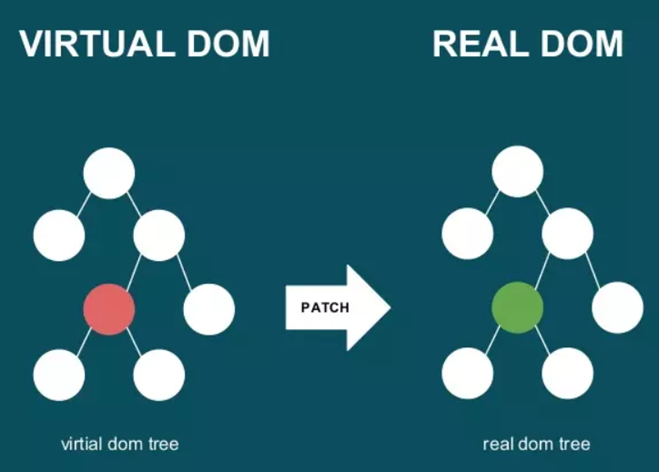 VIRTUAL DOM
REAL DOM
PATCH
virtial dom tree
real dom tree